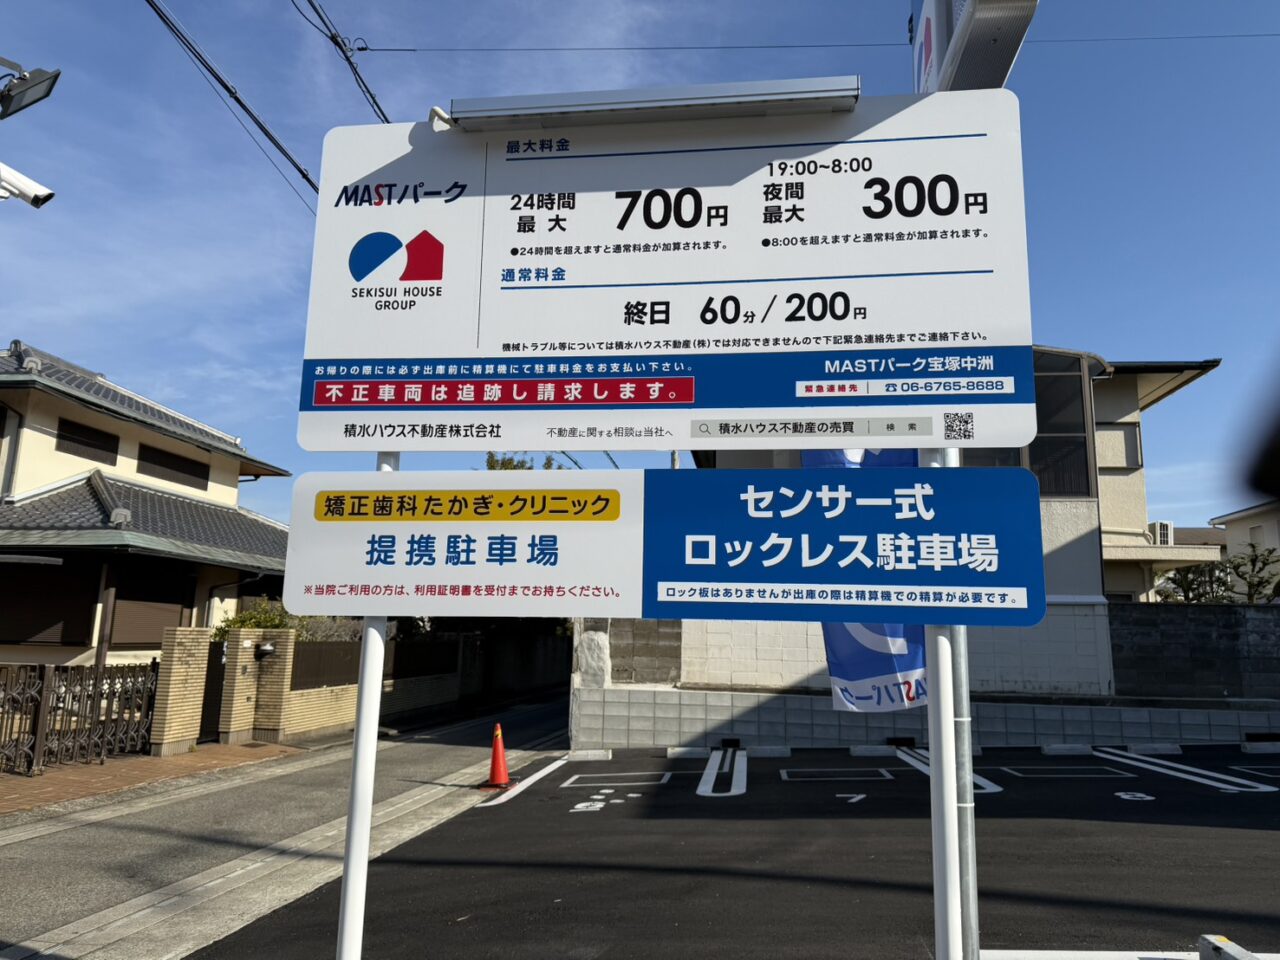 MASTパーク
SEKISUI HOUSE
GROUP
最大料金
24時間
最大
700円
●24時間を超えますと通常料金が加算されます。
19:00~8:00
夜間
最大
300円
●8:00を超えますと通常料金が加算されます。
通常料金
終日 60分/200円
機械トラブル等については積水ハウス不動産(株)では対応できませんので下記緊急連絡先までご連絡下さい。
お帰りの際には必ず出庫前に精算機にて駐車料金をお支払い下さい。
不正車両は追跡し請求します。
MASTパーク宝塚中洲
緊急連絡先 ☎06-6765-8688
積水ハウス不動産株式会社
不動産に関する相談は当社へ
積水ハウス不動産の売買 検索
矯正歯科たかぎ・クリニック
提携駐車場
※当院ご利用の方は、利用証明書を受付までお持ちください。
センサー式
ロックレス駐車場
ロック板はありませんが出庫の際は精算機での精算が必要です。
MASTパーク
7
8